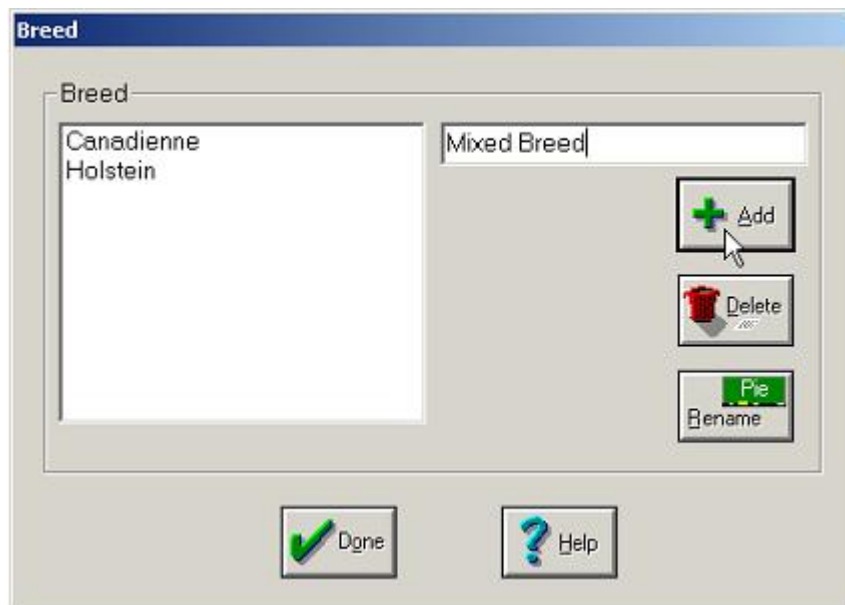 Breed
Breed
Canadienne
Holstein
Mixed Breed
Add
Delete
Pie
Rename
Done
Help